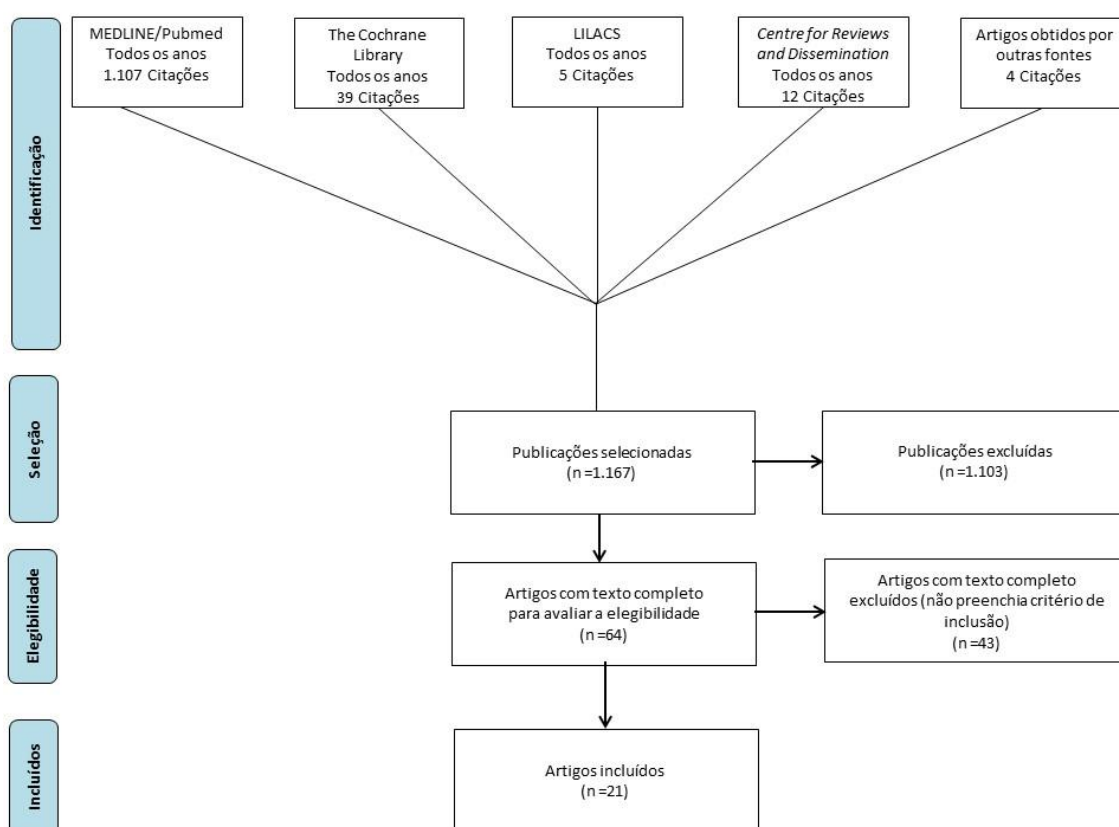 MEDLINE/Pubmed
Todos os anos
1.107 Citações
The Cochrane
Library
Todos os anos
39 Citações
LILACS
Todos os anos
5 Citações
Centre for Reviews
and Dissemination
Todos os anos
12 Citações
Artigos obtidos por
outras fontes
4 Citações
Identificação
Seleção
Publicações selecionadas
(n =1.167)
Publicações excluídas
(n =1.103)
Elegibilidade
Artigos com texto completo
para avaliar a elegibilidade
(n =64)
Artigos com texto completo
excluídos (não preenchia critério de
inclusão)
(n =43)
Incluídos
Artigos incluídos
(n =21)